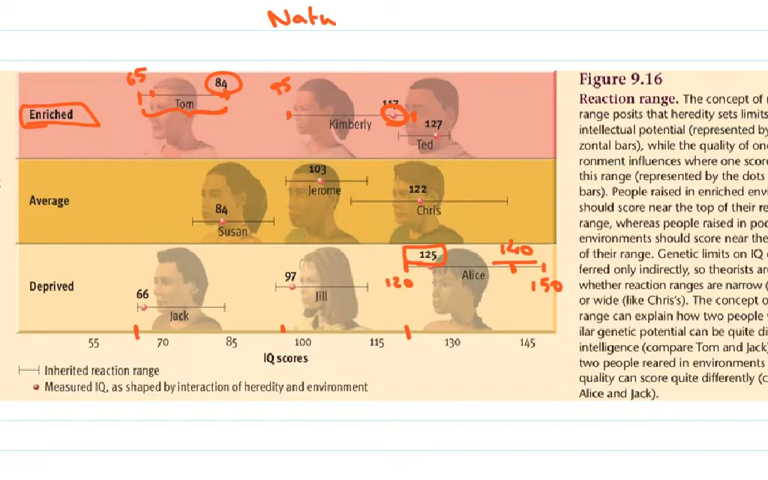 Natu
Figure 9.16
Reaction range. The concept of
range posits that heredity sets limits
intellectual potential (represented by
zontal bars), while the quality of one
ronment influences where one score
this range (represented by the dots
bars). People raised in enriched env
should score near the top of their re
range, whereas people raised in poo
environments should score near the
of their range. Genetic limits on IQ
ferred only indirectly, so theorists ar
whether reaction ranges are narrow (
or wide (like Chris's). The concept o
range can explain how two people
ilar genetic potential can be quite di
intelligence (compare Tom and Jack
two people reared in environments
quality can score quite differently (c
Alice and Jack).
Enriched
65
84
Tom
95
117
Kimberly
127
Ted
Average
84
Susan
103
Jerome
122
Chris
Deprived
66
Jack
97
Jill
125
120
Alice
140
150
55 70 85 100 115 130 145
IQ scores
Inherited reaction range
Measured IQ, as shaped by interaction of heredity and environment